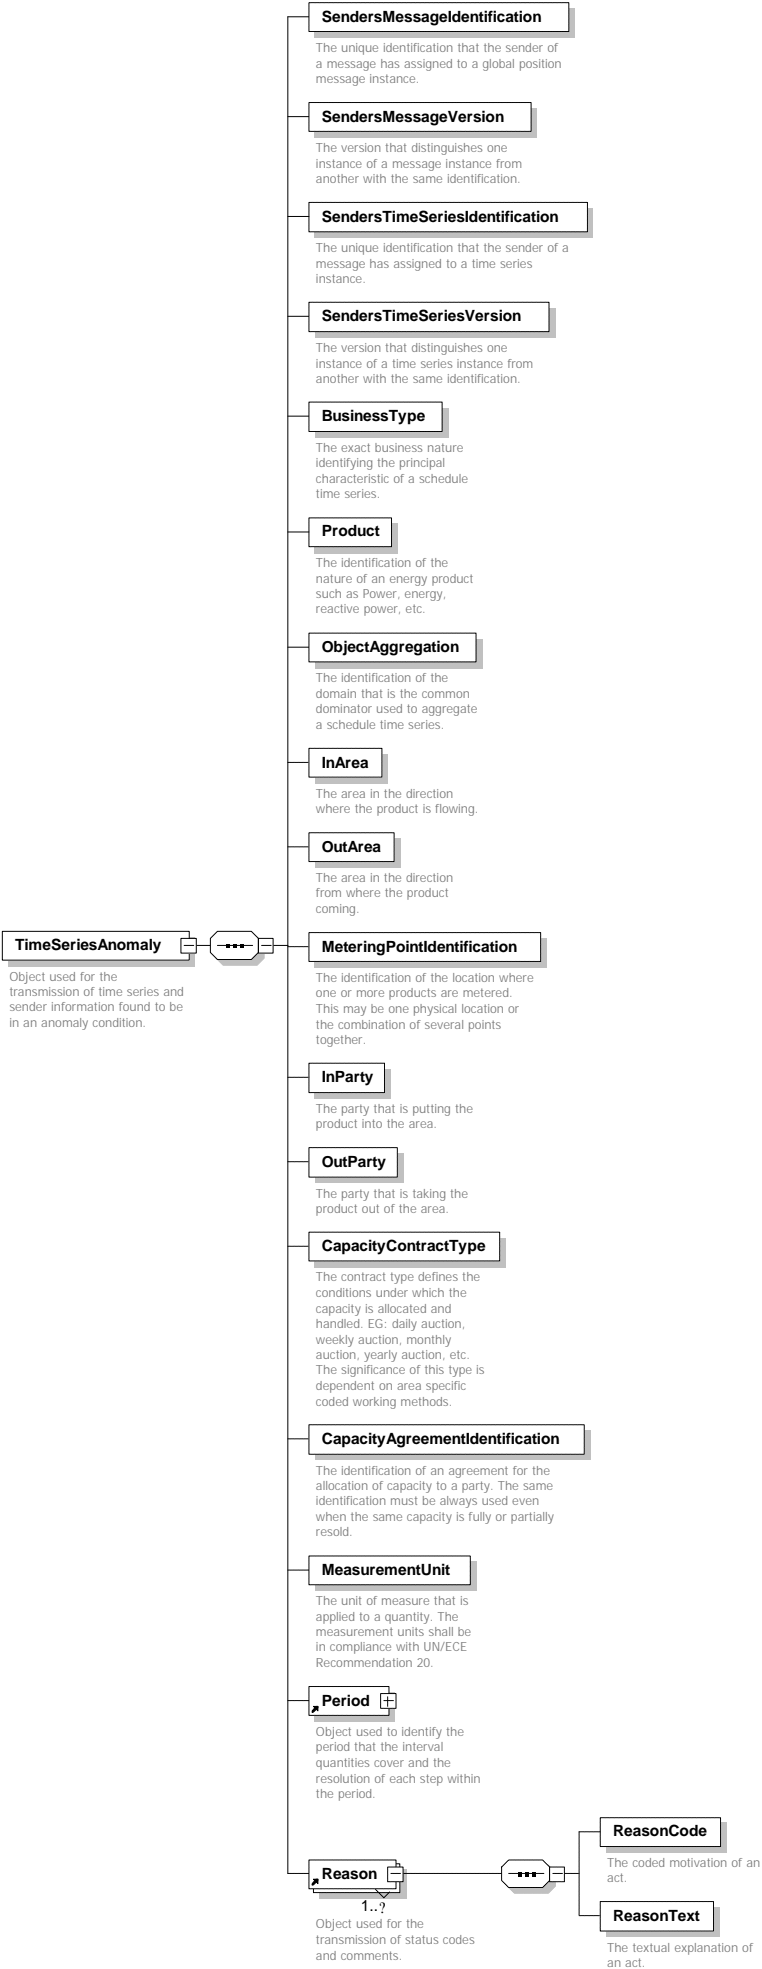 SendersMessageIdentification
The unique identification that the sender of
a message has assigned to a global position
message instance.
SendersMessageVersion
The version that distinguishes one
instance of a message instance from
another with the same identification.
SendersTimeSeriesIdentification
The unique identification that the sender of a
message has assigned to a time series
instance.
SendersTimeSeriesVersion
The version that distinguishes one
instance of a time series instance from
another with the same identification.
BusinessType
The exact business nature
identifying the principal
characteristic of a schedule
time series.
Product
The identification of the
nature of an energy product
such as Power, energy,
reactive power, etc.
ObjectAggregation
The identification of the
domain that is the common
dominator used to aggregate
a schedule time series.
InArea
The area in the direction
where the product is flowing.
OutArea
The area in the direction
from where the product
coming.
TimeSeriesAnomaly
Object used for the
transmission of time series and
sender information found to be
in an anomaly condition.
MeteringPointIdentification
The identification of the location where
one or more products are metered.
This may be one physical location or
the combination of several points
together.
InParty
The party that is putting the
product into the area.
OutParty
The party that is taking the
product out of the area.
CapacityContractType
The contract type defines the
conditions under which the
capacity is allocated and
handled. EG: daily auction,
weekly auction, monthly
auction, yearly auction, etc.
The significance of this type is
dependent on area specific
coded working methods.
CapacityAgreementIdentification
The identification of an agreement for the
allocation of capacity to a party. The same
identification must be always used even
when the same capacity is fully or partially
resold.
MeasurementUnit
The unit of measure that is
applied to a quantity. The
measurement units shall be
in compliance with UN/ECE
Recommendation 20.
Period
Object used to identify the
period that the interval
quantities cover and the
resolution of each step within
the period.
Reason
1..?
Object used for the
transmission of status codes
and comments.
ReasonCode
The coded motivation of an
act.
ReasonText
The textual explanation of
an act.